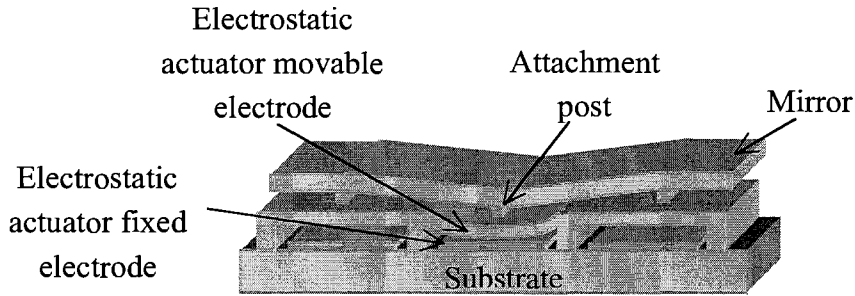 Electrostatic
actuator movable
electrode
Attachment
post
Mirror
Electrostatic
actuator fixed
electrode
Substrate